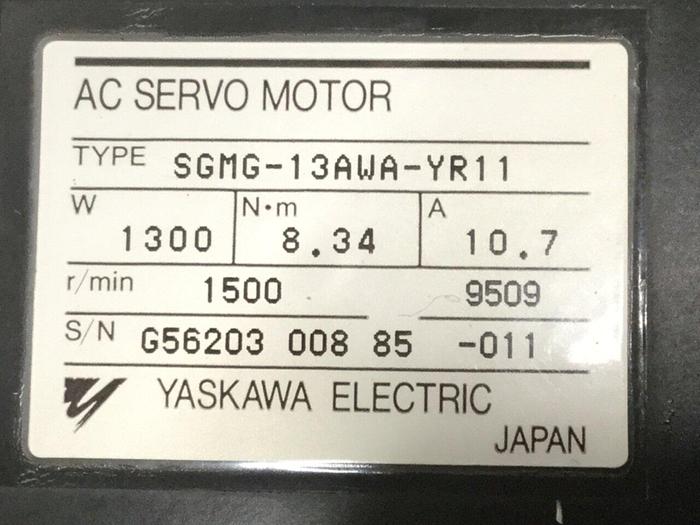 AC SERVO MOTOR
TYPE SGMG-13AWA-YR11
W 1300 N•m 8.34 A 10.7
r/min 1500 9509
S/N G56203 008 85 -011
YASKAWA ELECTRIC
JAPAN